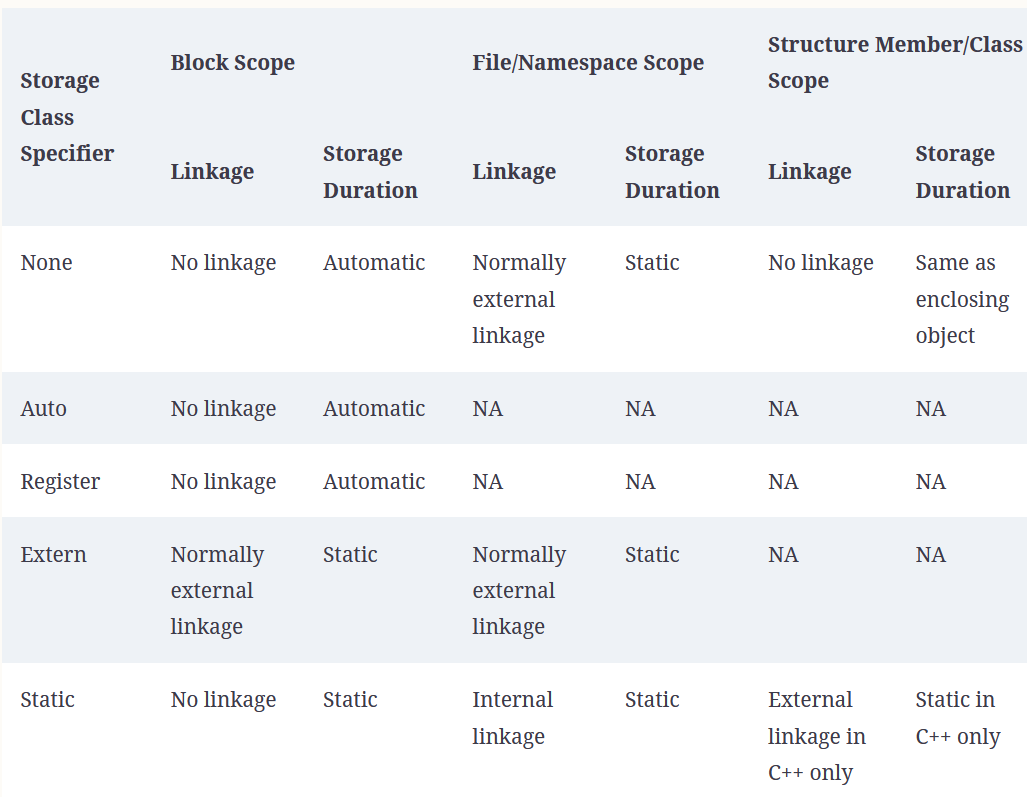 Storage Class Specifier | Block Scope | File/Namespace Scope | Structure Member/Class Scope
Linkage | Storage Duration | Linkage | Storage Duration | Linkage | Storage Duration
None | No linkage | Automatic | Normally external linkage | Static | No linkage | Same as enclosing object
Auto | No linkage | Automatic | NA | NA | NA | NA
Register | No linkage | Automatic | NA | NA | NA | NA
Extern | Normally external linkage | Static | Normally external linkage | Static | NA | NA
Static | No linkage | Static | Internal linkage | Static | External linkage in C++ only | Static in C++ only